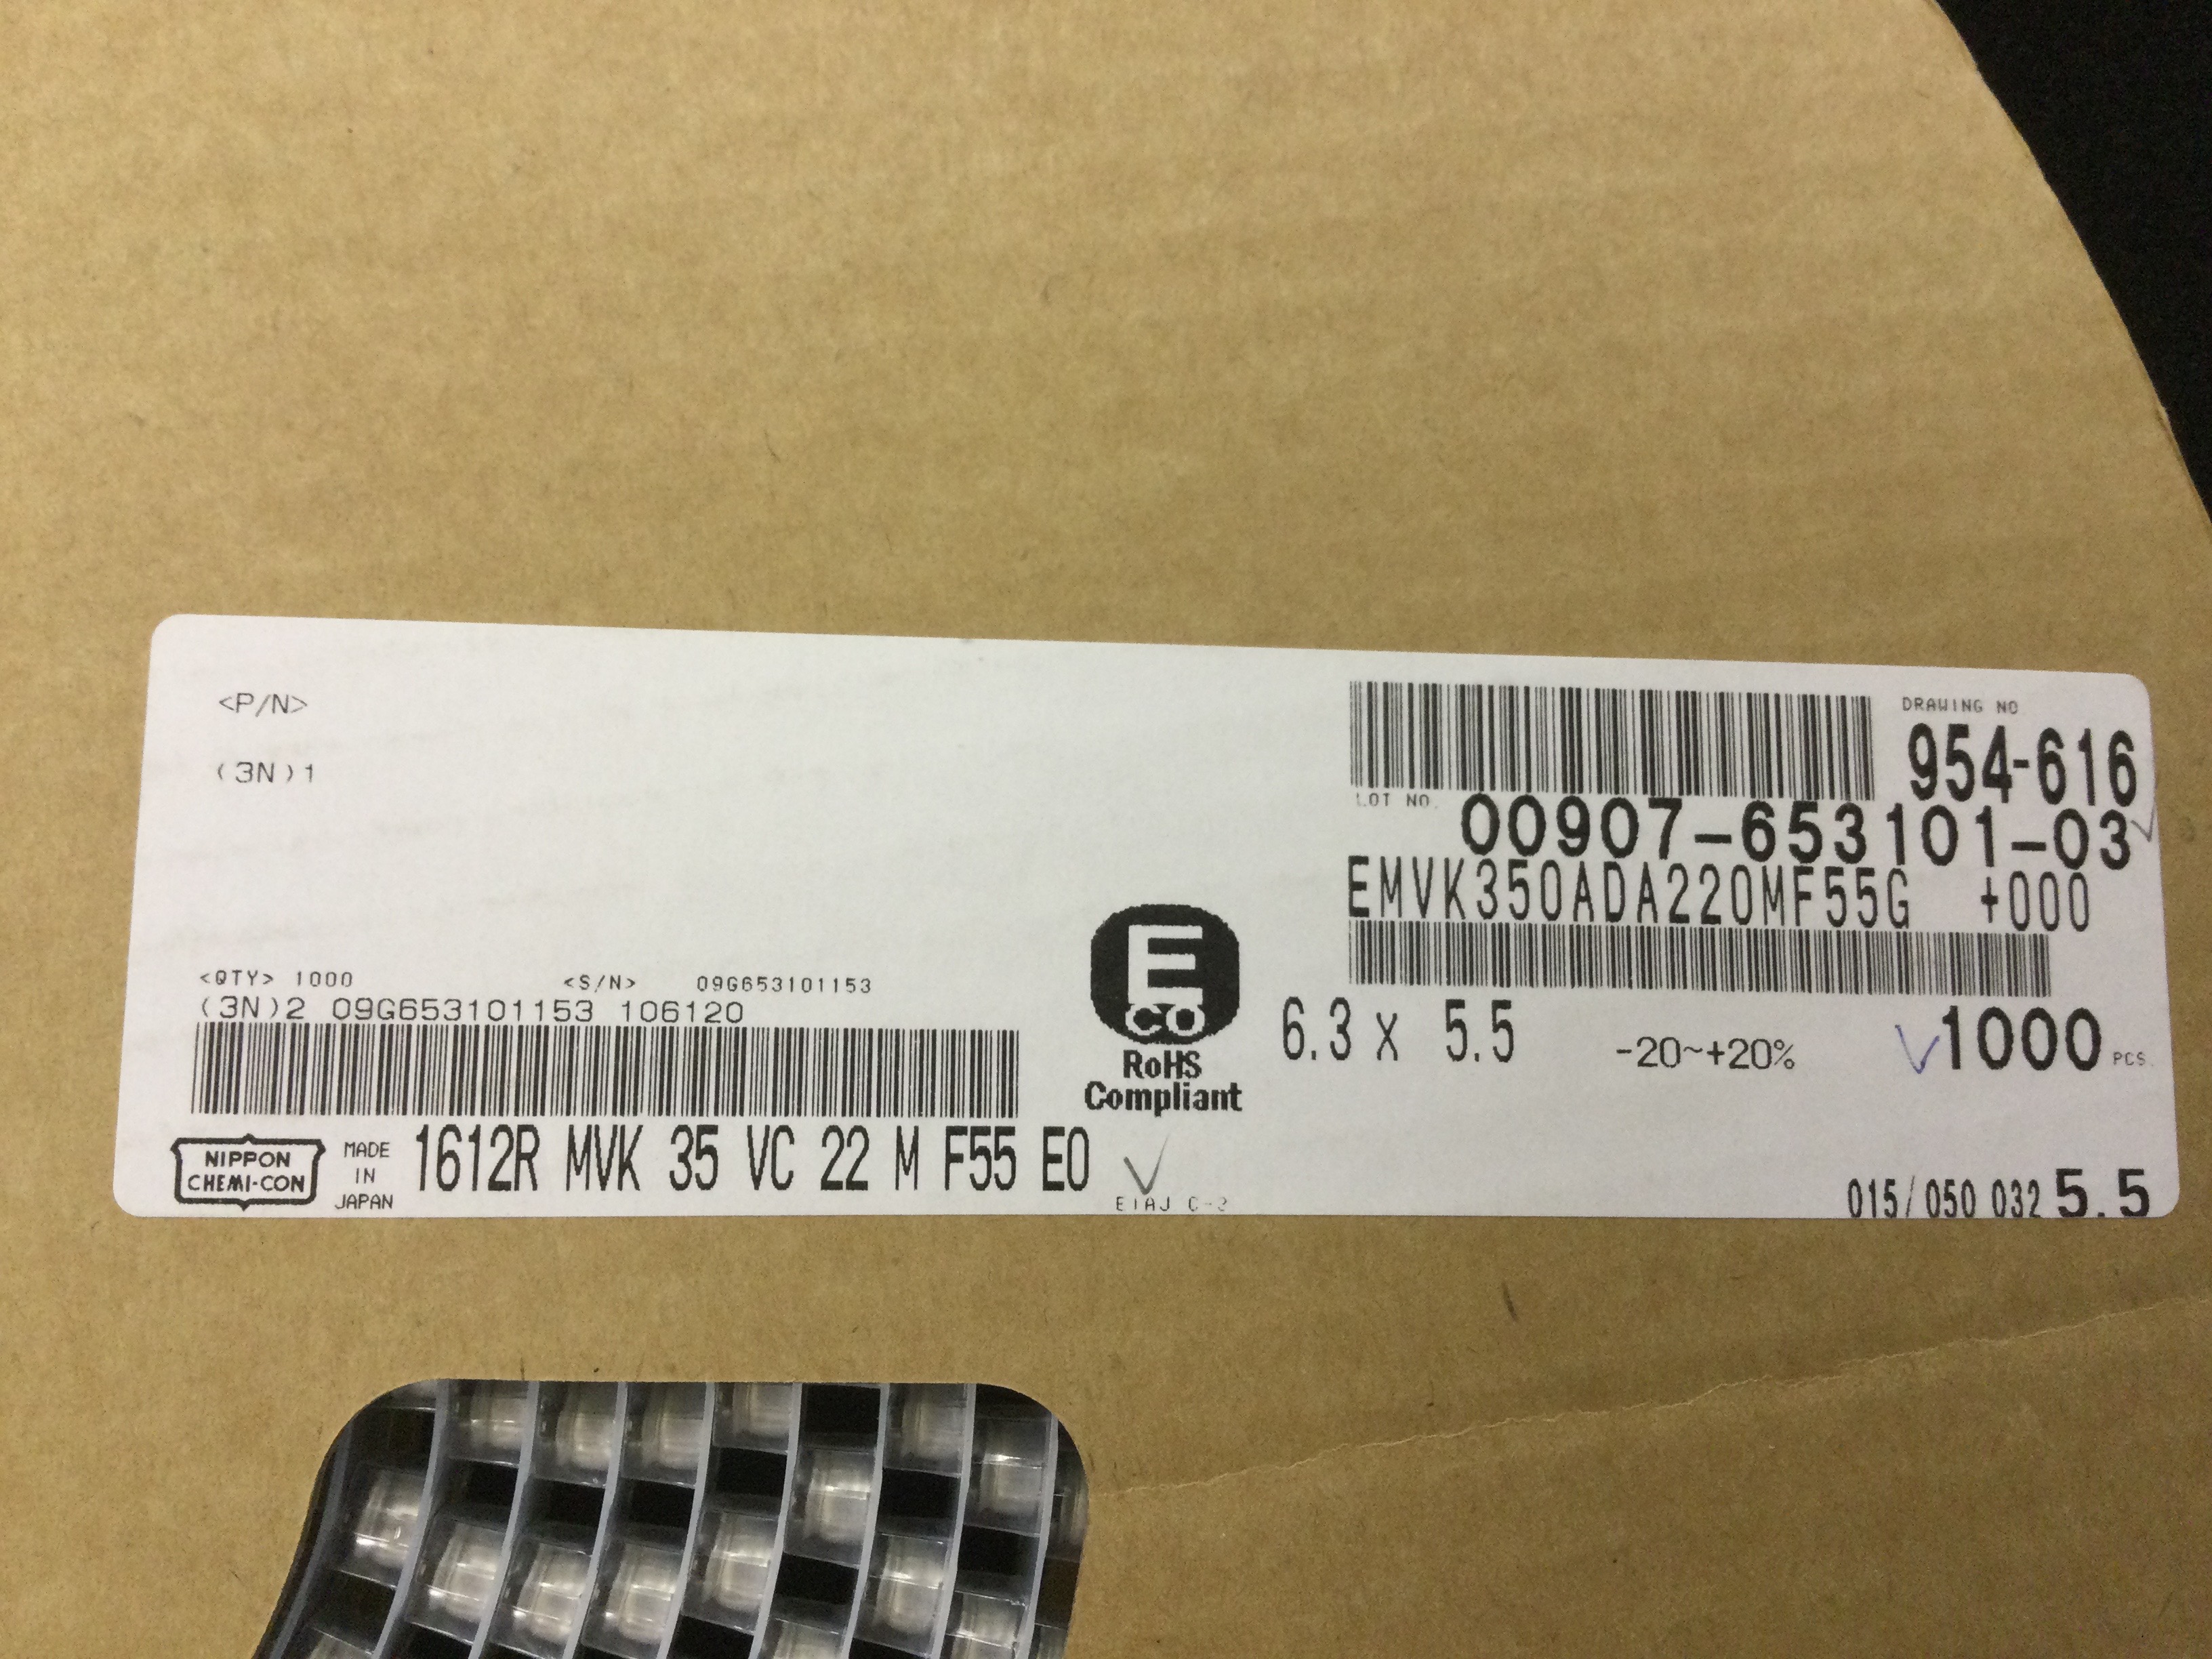 <P/N>
(3N)1
<QTY> 1000 <S/N> 09G653101153
(3N)2 09G653101153 106120
NIPPON
CHEMI-CON
MADE
IN
JAPAN
1612R MVK 35 VC 22 M F55 E0
E
CO
RoHS
Compliant
EIAJ C-3
DRAWING NO
954-616
LOT NO.
00907-653101-03
EMVK350ADA220MF55G +000
6.3 x 5.5 -20~+20% 1000 PCS.
015/050 032 5.5